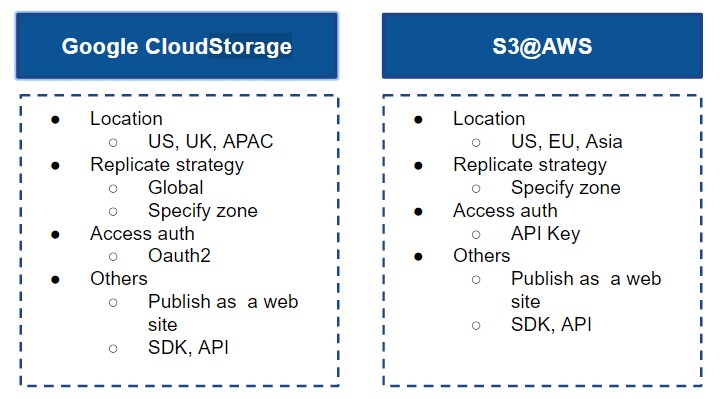 Google CloudStorage
● Location
○ US, UK, APAC
● Replicate strategy
○ Global
○ Specify zone
● Access auth
○ Oauth2
● Others
○ Publish as  a web
site
○ SDK, API
S3@AWS
● Location
○ US, EU, Asia
● Replicate strategy
○ Specify zone
● Access auth
○ API Key
● Others
○ Publish as  a web
site
○ SDK, API